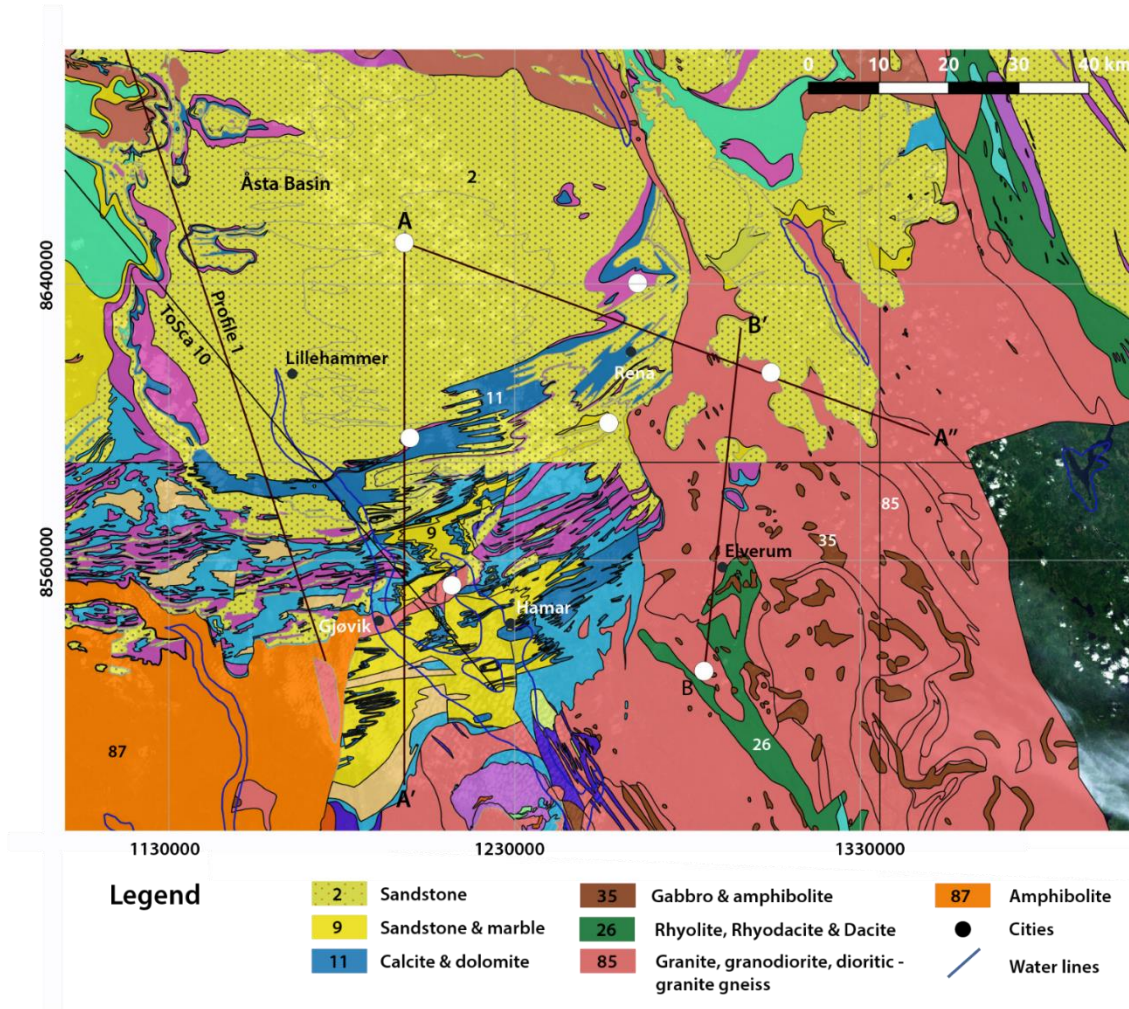 0 10 20 30 40 km
Åsta Basin
2
A
8640000
Profile 1
ToSca 10
B'
Lillehammer
Rena
11
A''
85
9
35
8560000
Elverum
Hamar
Gjøvik
B
26
87
A'
1130000 1230000 1330000
Legend
2 Sandstone
9 Sandstone & marble
11 Calcite & dolomite
35 Gabbro & amphibolite
26 Rhyolite, Rhyodacite & Dacite
85 Granite, granodiorite, dioritic -
granite gneiss
87 Amphibolite
Cities
Water lines